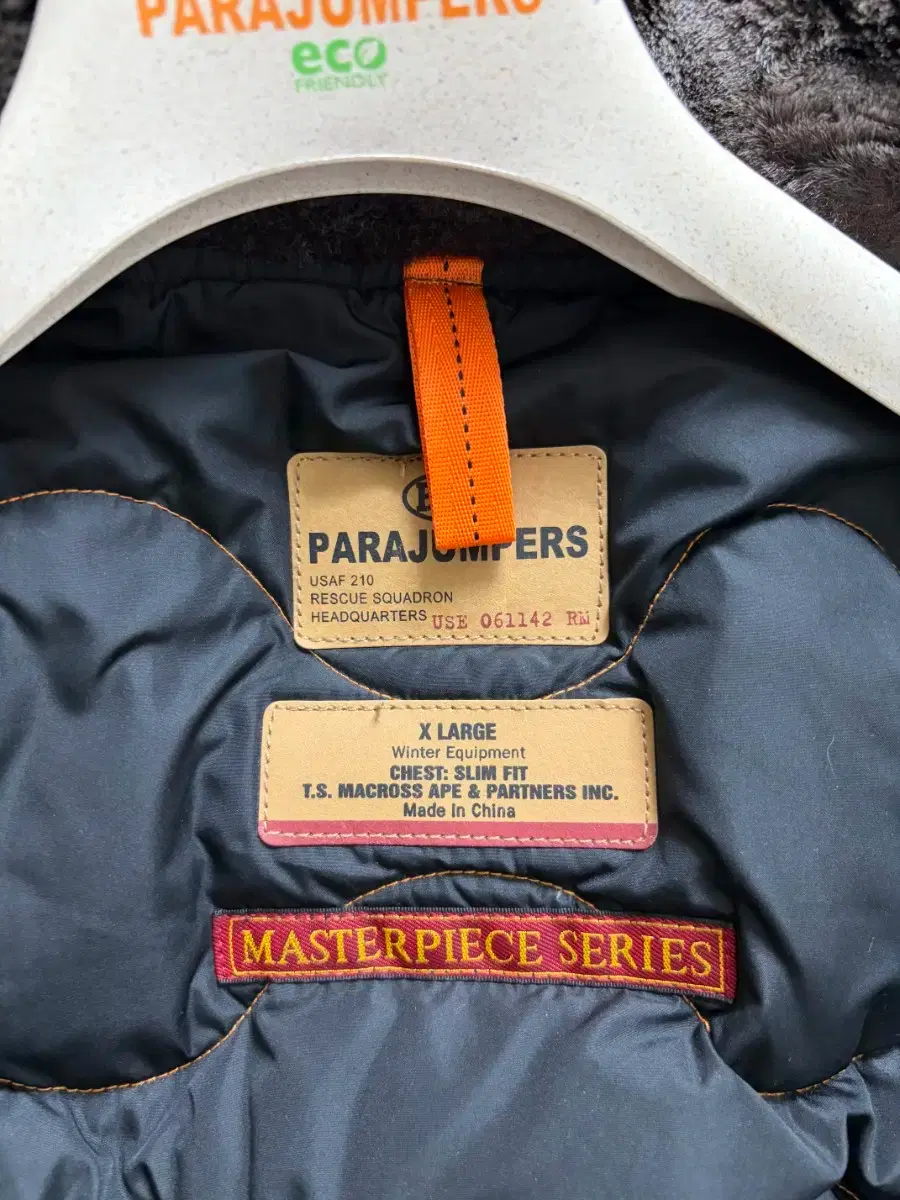 PARAJUMPERS
eco
FRIENDLY
PARAJUMPERS
USAF 210
RESCUE SQUADRON
HEADQUARTERS USE 061142 RM
X LARGE
Winter Equipment
CHEST: SLIM FIT
T.S. MACROSS APE & PARTNERS INC.
Made In China
MASTERPIECE SERIES